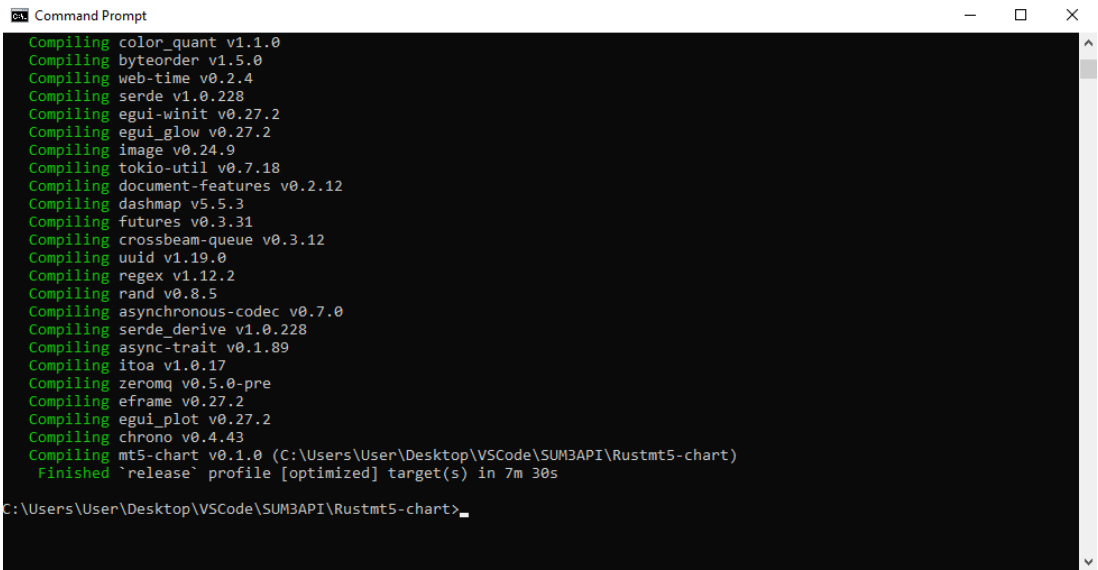 Command Prompt
Compiling color_quant v1.1.0
Compiling byteorder v1.5.0
Compiling web-time v0.2.4
Compiling serde v1.0.228
Compiling egui-winit v0.27.2
Compiling egui_glow v0.27.2
Compiling image v0.24.9
Compiling tokio-util v0.7.18
Compiling document-features v0.2.12
Compiling dashmap v5.5.3
Compiling futures v0.3.31
Compiling crossbeam-queue v0.3.12
Compiling uuid v1.19.0
Compiling regex v1.12.2
Compiling rand v0.8.5
Compiling asynchronous-codec v0.7.0
Compiling serde_derive v1.0.228
Compiling async-trait v0.1.89
Compiling itoa v1.0.17
Compiling zeromq v0.5.0-pre
Compiling eframe v0.27.2
Compiling egui_plot v0.27.2
Compiling chrono v0.4.43
Compiling mt5-chart v0.1.0 (C:\Users\User\Desktop\VSCode\SUM3API\Rustmt5-chart)
Finished `release` profile [optimized] target(s) in 7m 30s
C:\Users\User\Desktop\VSCode\SUM3API\Rustmt5-chart>